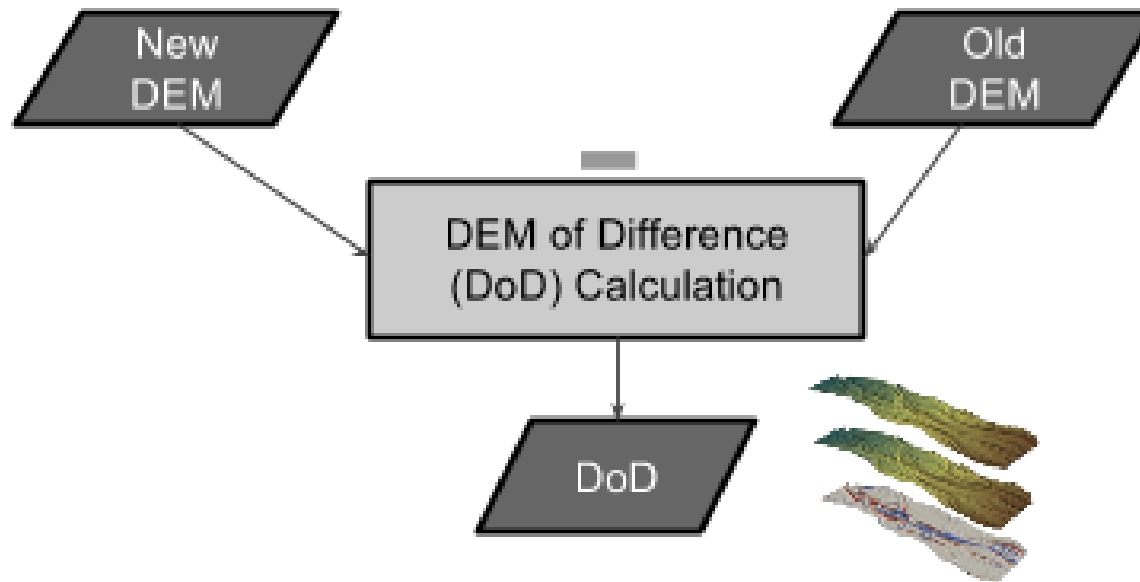 New
DEM
Old
DEM
DEM of Difference
(DoD) Calculation
DoD